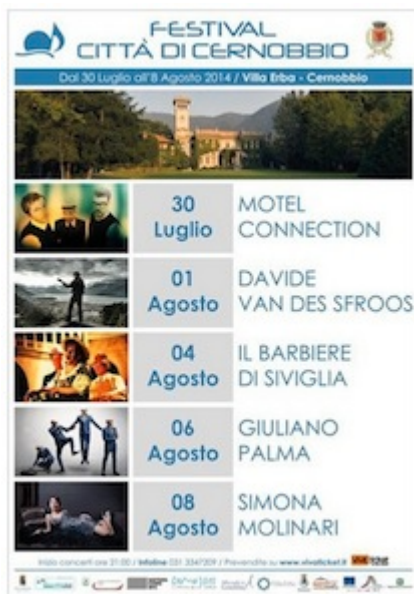 FESTIVAL
CITTÀ DI CERNOBBIO
Dal 30 Luglio all'8 Agosto 2014 / Villa Erba - Cernobbio
30 Luglio
MOTEL CONNECTION
01 Agosto
DAVIDE VAN DES SFROOS
04 Agosto
IL BARBIERE DI SIVIGLIA
06 Agosto
GIULIANO PALMA
08 Agosto
SIMONA MOLINARI
Inizio concerti ore 21:00 / Infoline 031 3347209 / Prevendite su www.vivaticket.it